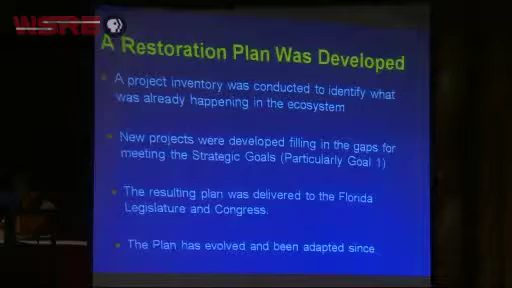 WSRE PBS
A Restoration Plan Was Developed
A project inventory was conducted to identify what
was already happening in the ecosystem
New projects were developed filling in the gaps for
meeting the Strategic Goals (Particularly Goal 1)
The resulting plan was delivered to the Florida
Legislature and Congress.
The Plan has evolved and been adapted since